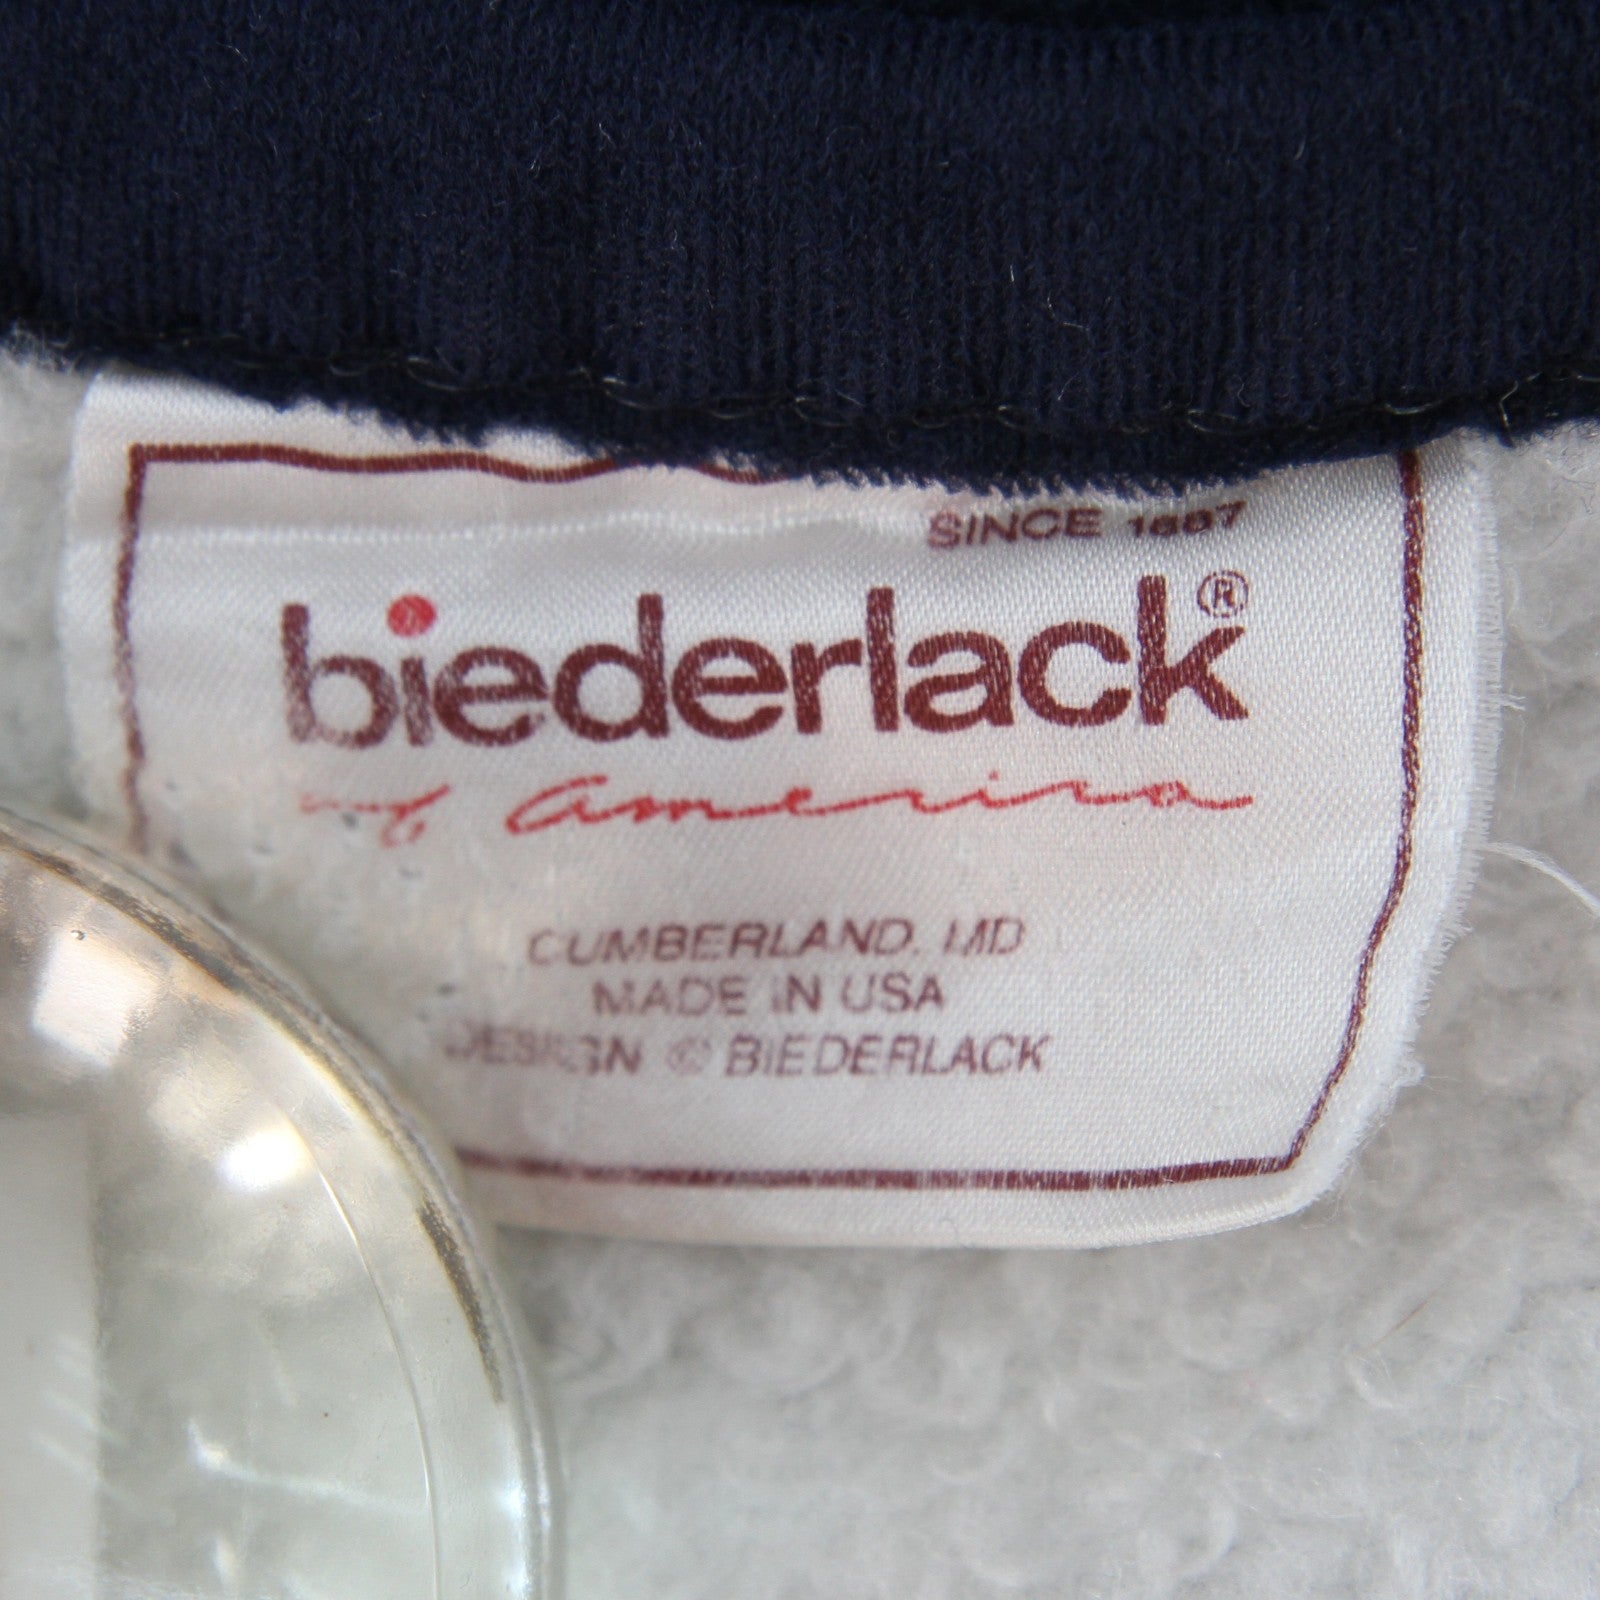 SINCE 1887
biederlack®
of America
CUMBERLAND, MD
MADE IN USA
DESIGN © BIEDERLACK